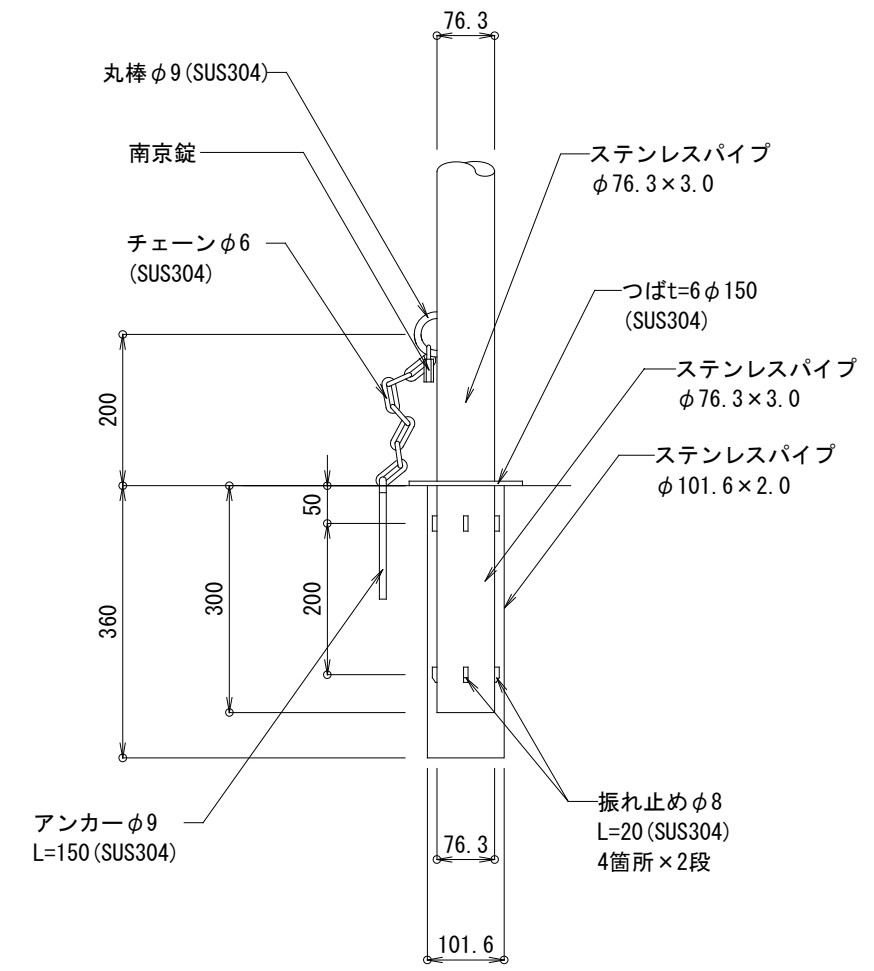 76.3
丸棒φ9(SUS304)
南京錠
ステンレスパイプ
φ76.3×3.0
チェーンφ6
(SUS304)
つばt=6φ150
(SUS304)
ステンレスパイプ
φ76.3×3.0
ステンレスパイプ
φ101.6×2.0
200
50
360
300
200
アンカーφ9
L=150(SUS304)
振れ止めφ8
L=20(SUS304)
4箇所×2段
76.3
101.6